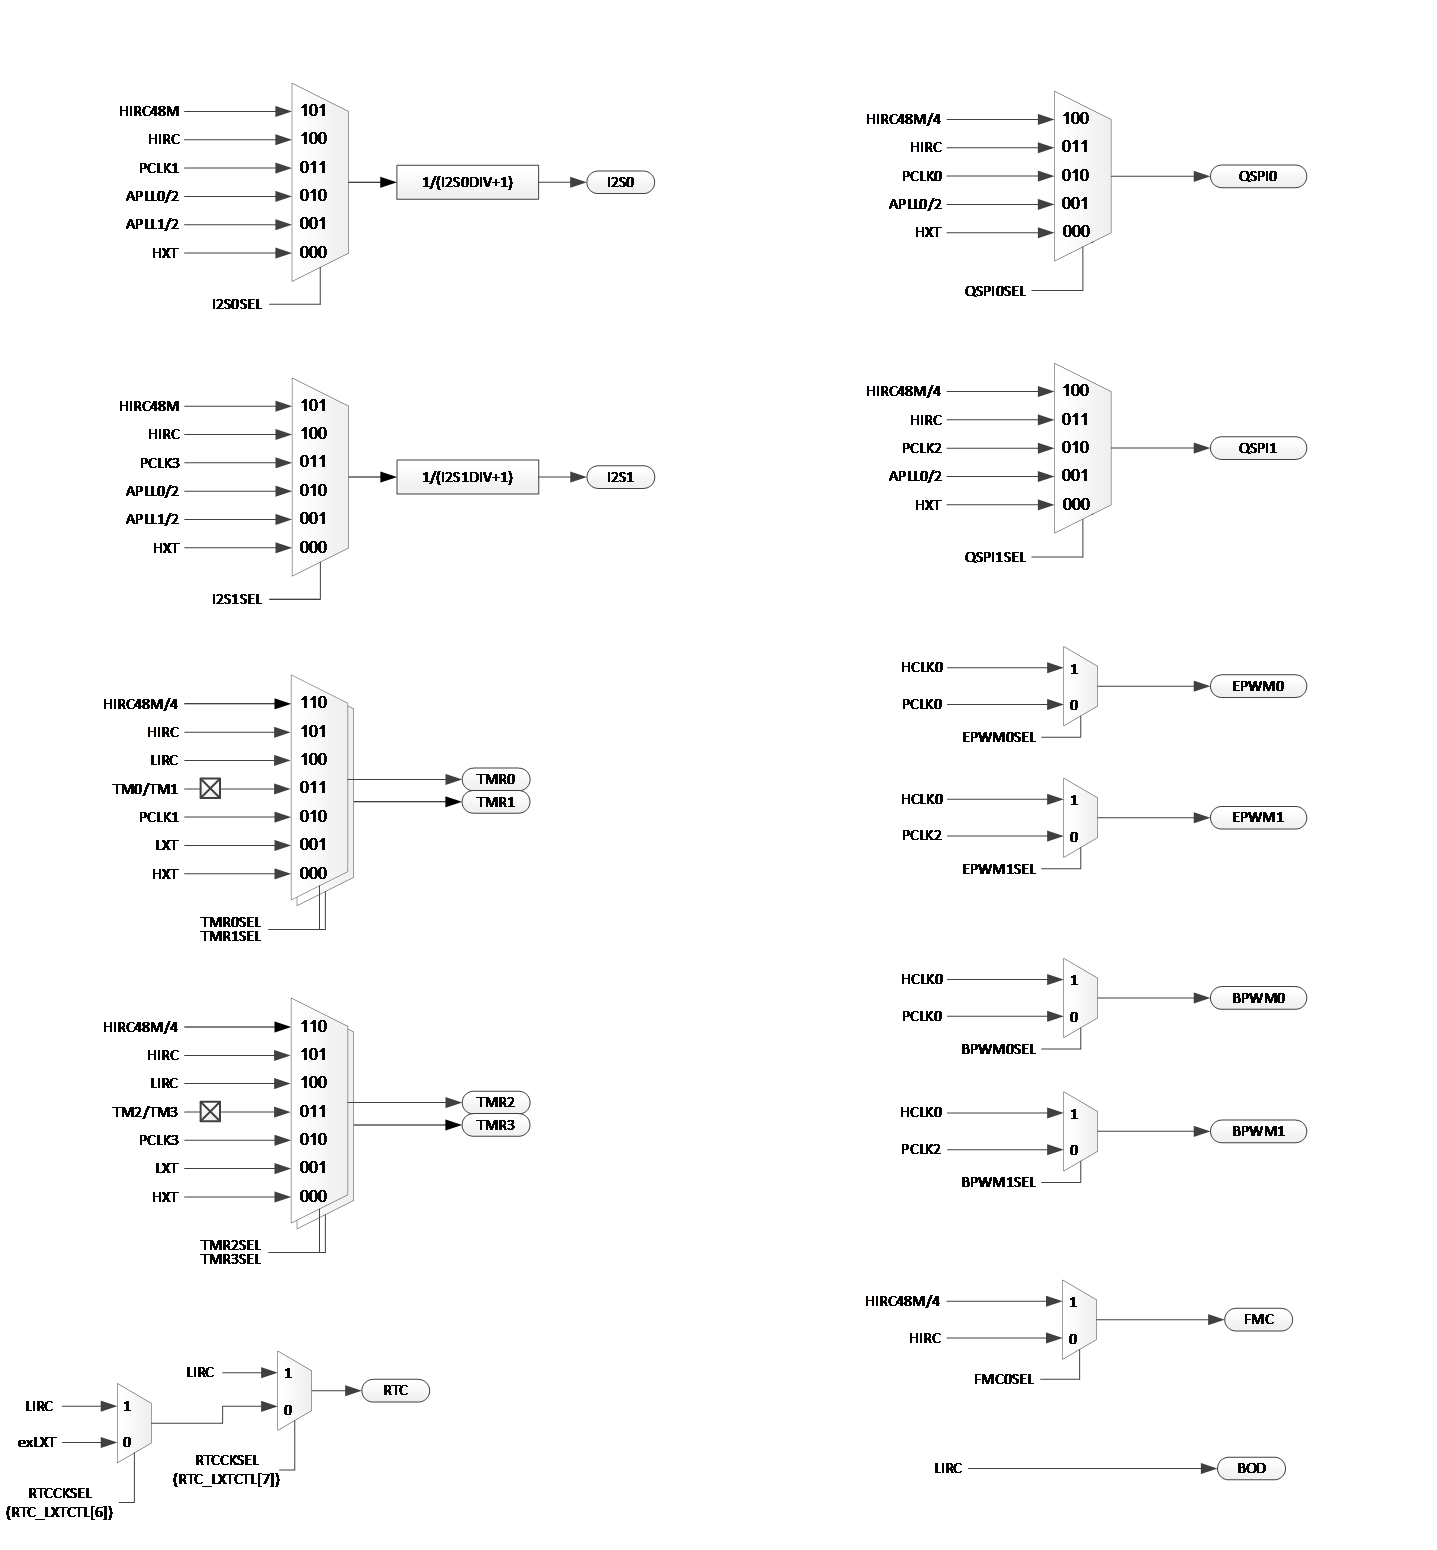 HIRC48M 101
HIRC 100
PCLK1 011
APLL0/2 010
APLL1/2 001
HXT 000
I2S0SEL
1/(I2S0DIV+1)
I2S0
HIRC48M 101
HIRC 100
PCLK3 011
APLL0/2 010
APLL1/2 001
HXT 000
I2S1SEL
1/(I2S1DIV+1)
I2S1
HIRC48M/4 110
HIRC 101
LIRC 100
TM0/TM1 011
PCLK1 010
LXT 001
HXT 000
TMR0SEL
TMR1SEL
TMR0
TMR1
HIRC48M/4 110
HIRC 101
LIRC 100
TM2/TM3 011
PCLK3 010
LXT 001
HXT 000
TMR2SEL
TMR3SEL
TMR2
TMR3
LIRC 1
exLXT 0
RTCCKSEL
(RTC_LXTCTL[6])
LIRC 1
0
RTCCKSEL
(RTC_LXTCTL[7])
RTC
HIRC48M/4 100
HIRC 011
PCLK0 010
APLL0/2 001
HXT 000
QSPI0SEL
QSPI0
HIRC48M/4 100
HIRC 011
PCLK2 010
APLL0/2 001
HXT 000
QSPI1SEL
QSPI1
HCLK0 1
PCLK0 0
EPWM0SEL
EPWM0
HCLK0 1
PCLK2 0
EPWM1SEL
EPWM1
HCLK0 1
PCLK0 0
BPWM0SEL
BPWM0
HCLK0 1
PCLK2 0
BPWM1SEL
BPWM1
HIRC48M/4 1
HIRC 0
FMC0SEL
FMC
LIRC
BOD